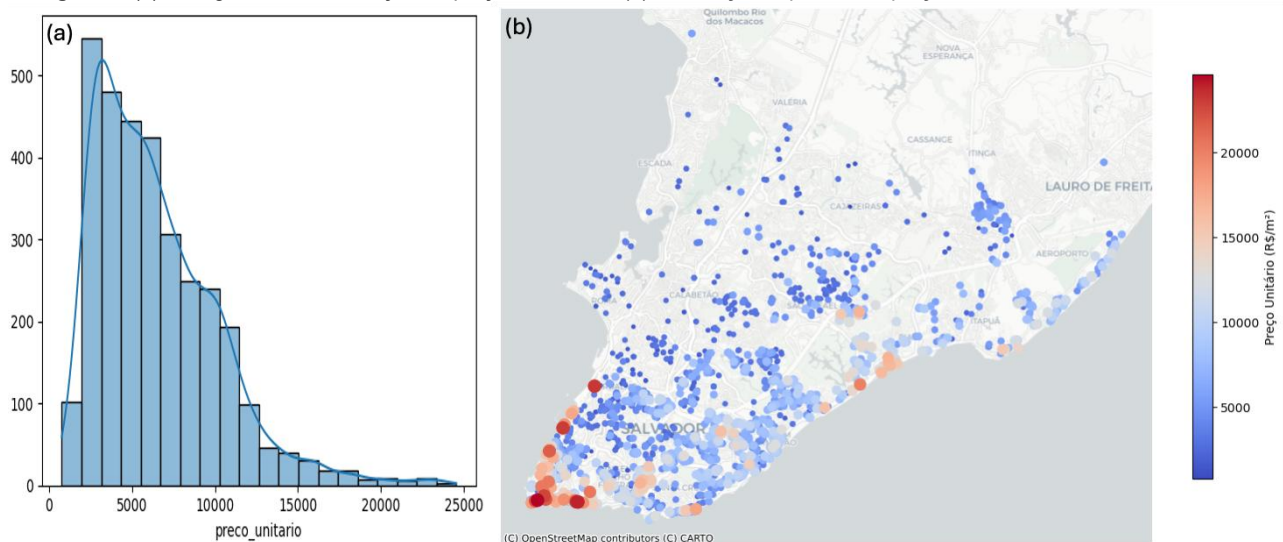 (a)
500
400
300
200
100
0
0
5000
10000
15000
20000
25000
preco_unitario
(b)
Quilombo Rio
dos Macacos
NOVA
ESPERANÇA
VALÉRIA
CASSANGE
ITINGA
ESCADA
LAURO DE FREITA
CAJAZEIRAS
AEROPORTO
CALABETÃO
ITAPUÃ
SALVADOR
(C) OpenStreetMap contributors (C) CARTO
20000
15000
10000
5000
Preço Unitário (R$/m²)